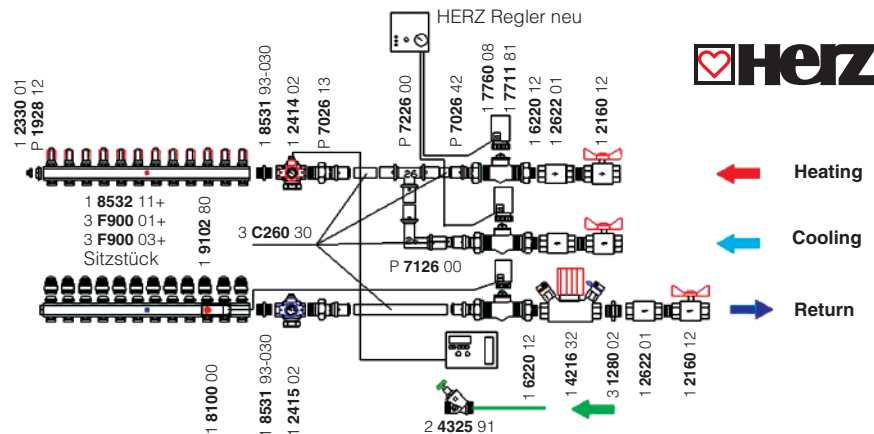 HERZ Regler neu
HERZ
1 2330 01
P 1928 12
1 8531 93-030
1 2414 02
P 7026 13
P 7226 00
P 7026 42
1 7760 08
1 7711 81
1 6220 12
1 2622 01
1 2160 12
26
Heating
1 8532 11+
3 F900 01+
3 F900 03+
Sitzstück
1 9102 80
3 C260 30
P 7126 00
Cooling
Return
1 8100 00
1 8531 93-030
1 2415 02
1 6220 12
1 4216 32
3 1280 02
1 2622 01
1 2160 12
2 4325 91